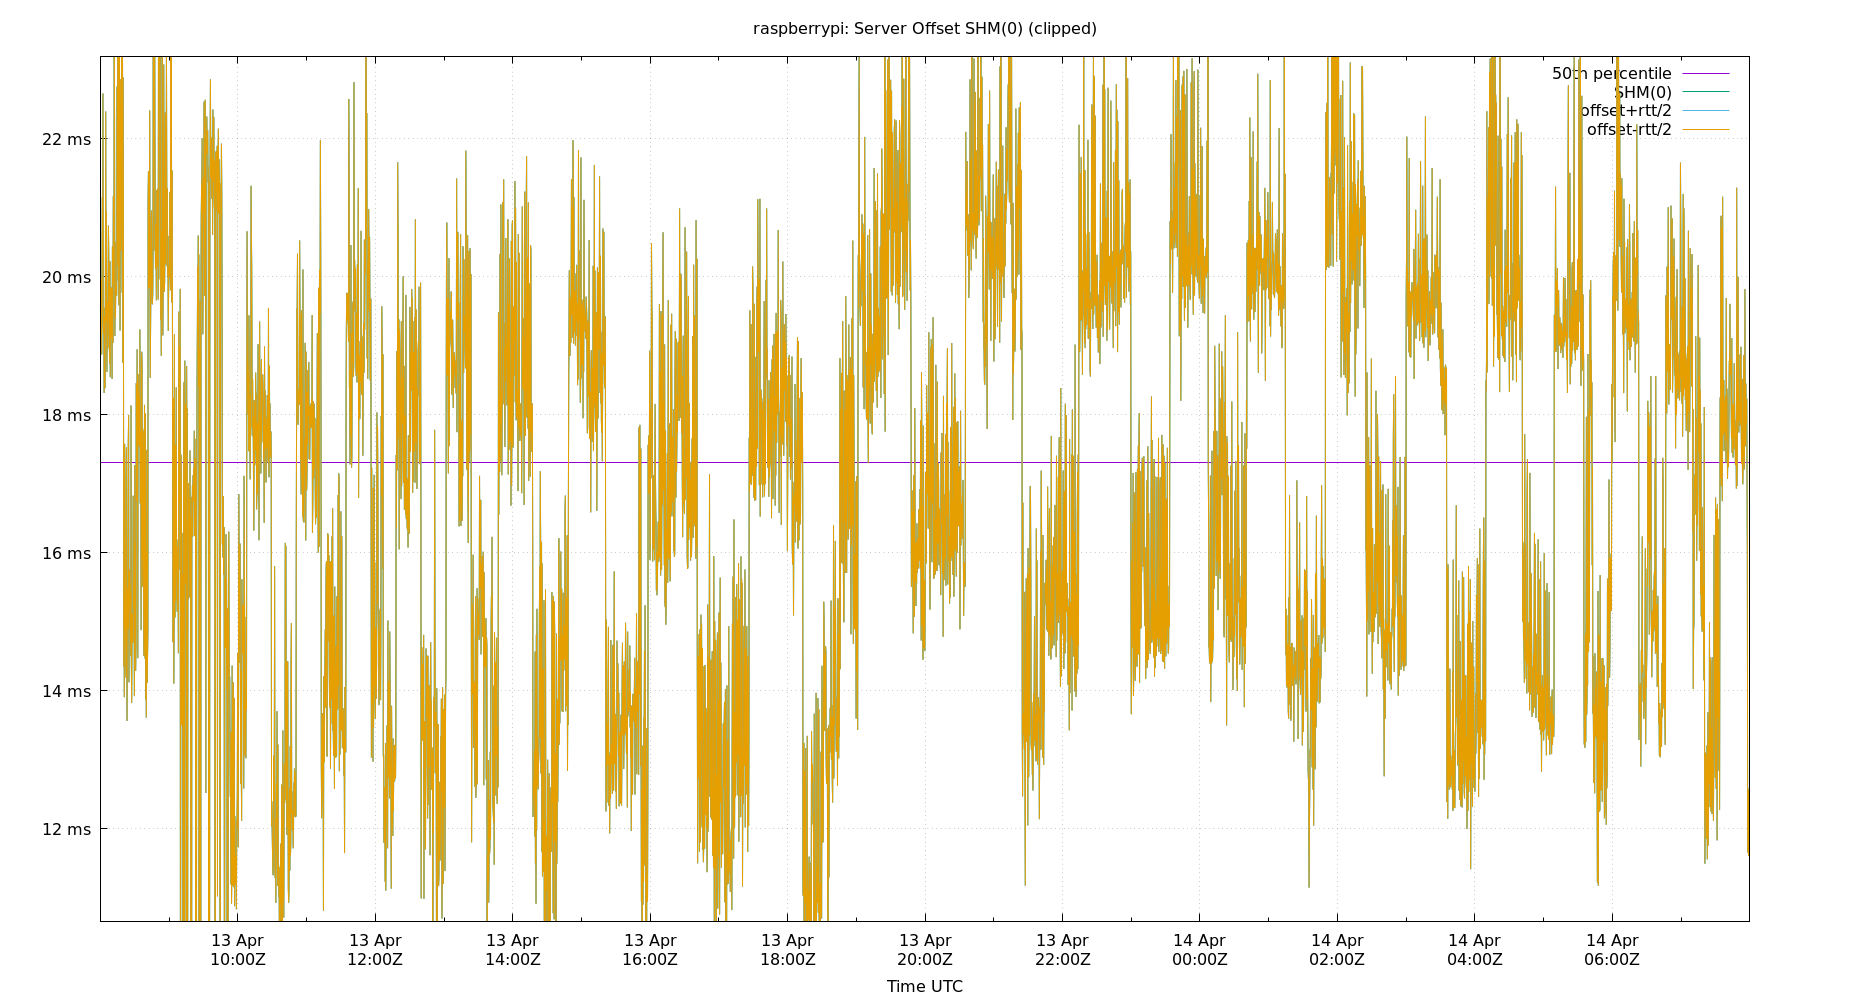 raspberrypi: Server Offset SHM(0) (clipped)
50th percentile
SHM(0)
offset+rtt/2
offset-rtt/2
22 ms
20 ms
18 ms
16 ms
14 ms
12 ms
13 Apr 13 Apr 13 Apr 13 Apr 13 Apr 13 Apr 13 Apr 14 Apr 14 Apr 14 Apr 14 Apr
10:00Z 12:00Z 14:00Z 16:00Z 18:00Z 20:00Z 22:00Z 00:00Z 02:00Z 04:00Z 06:00Z
Time UTC